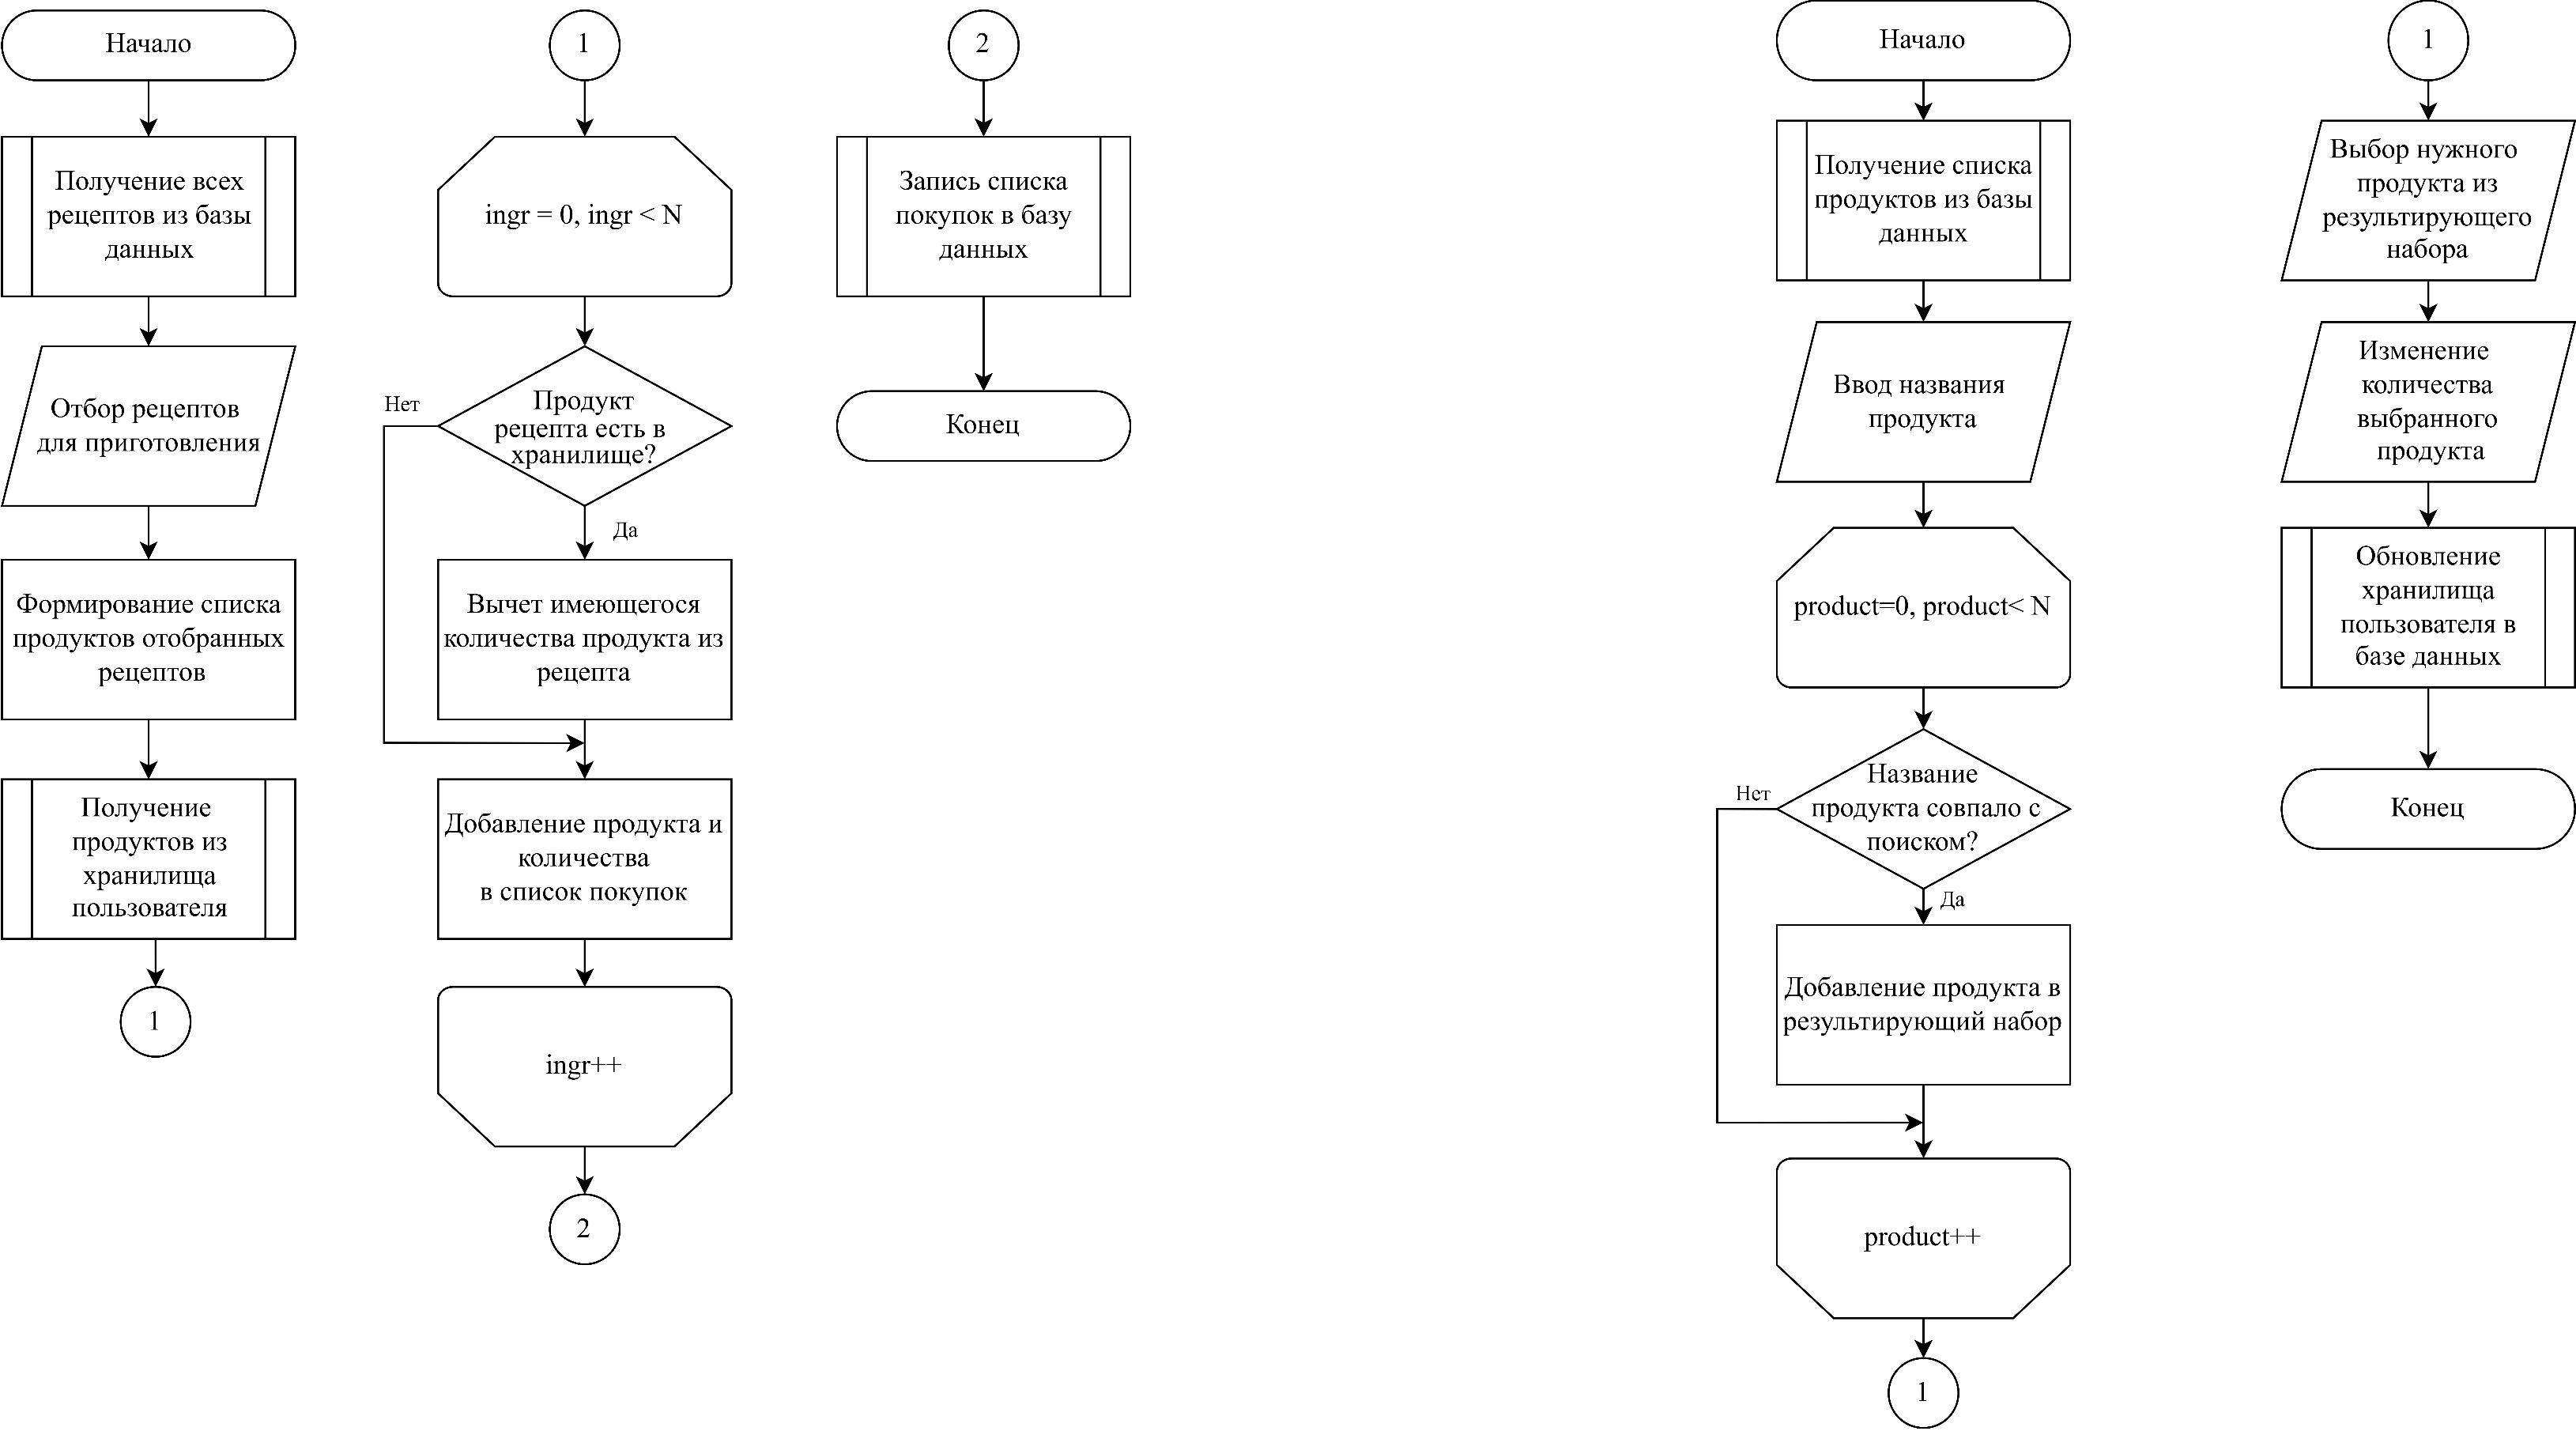 Начало
Получение всех
рецептов из базы
данных
Отбор рецептов
для приготовления
Формирование списка
продуктов отобранных
рецептов
Получение
продуктов из
хранилища
пользователя
1
1
ingr = 0, ingr < N
Продукт
рецепта есть в
хранилище?
Нет
Да
Вычет имеющегося
количества продукта из
рецепта
Добавление продукта и
количества
в список покупок
ingr++
2
2
Запись списка
покупок в базу
данных
Конец
Начало
Получение списка
продуктов из базы
данных
Ввод названия
продукта
product=0, product< N
Название
продукта совпало с
поиском?
Нет
Да
Добавление продукта в
результирующий набор
product++
1
1
Выбор нужного
продукта из
результирующего
набора
Изменение
количества
выбранного
продукта
Обновление
хранилища
пользователя в
базе данных
Конец